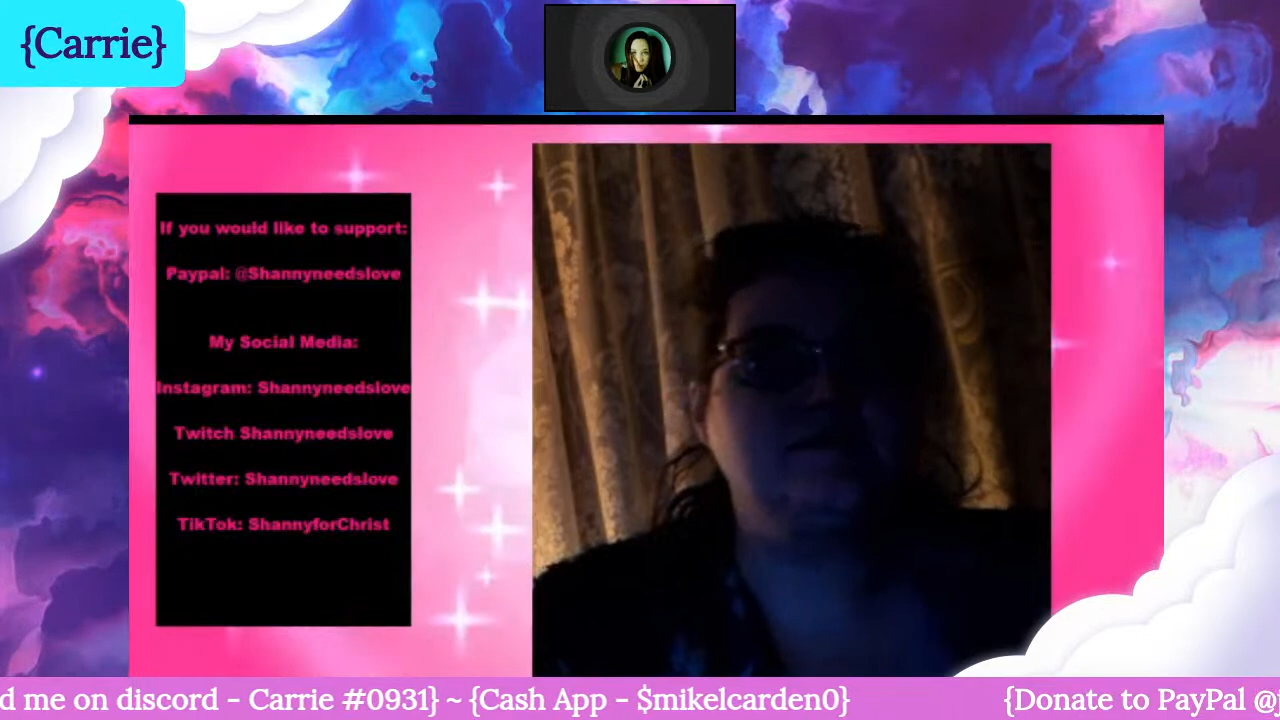 {Carrie}
If you would like to support:
Paypal: @Shannyneedslove
My Social Media:
Instagram: Shannyneedslove
Twitch Shannyneedslove
Twitter: Shannyneedslove
TikTok: ShannyforChrist
d me on discord - Carrie #0931} ~ {Cash App - $mikelcarden0} {Donate to PayPal @